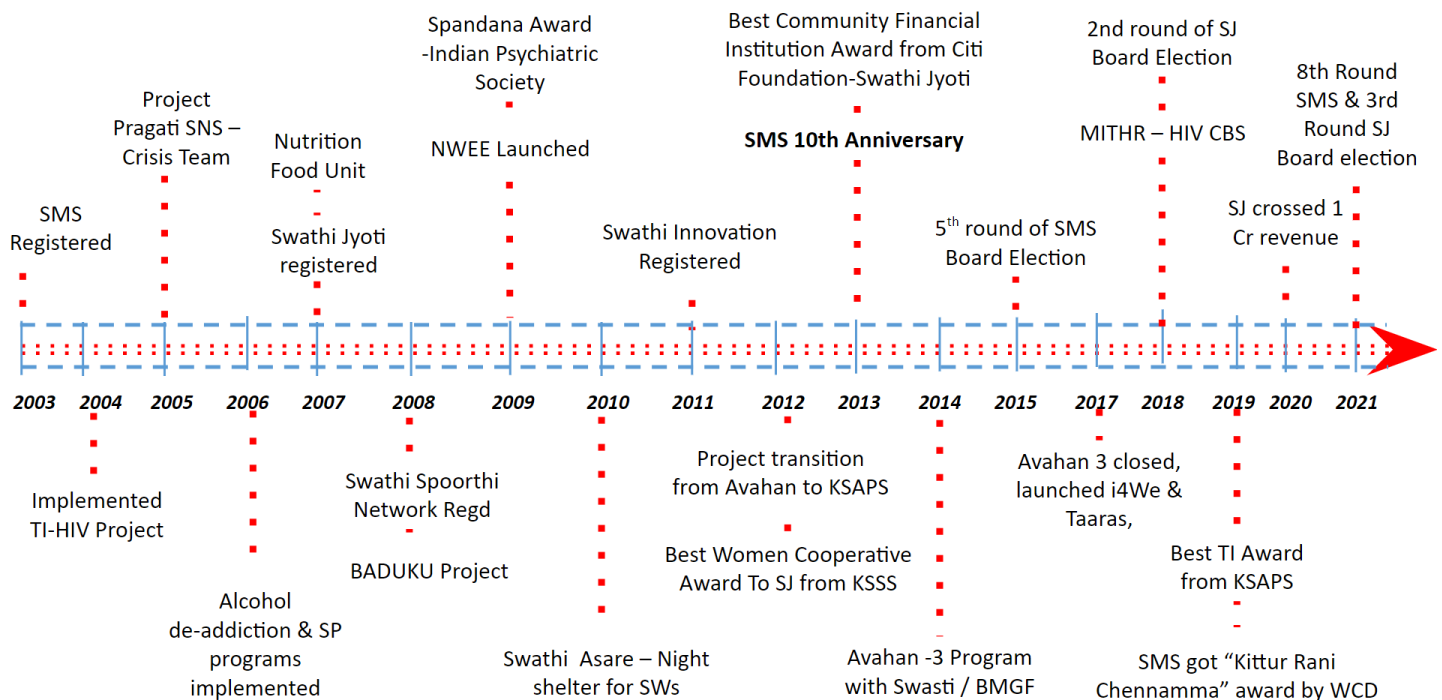 Spandana Award
-Indian Psychiatric
Society
Best Community Financial
Institution Award from Citi
Foundation-Swathi Jyoti
2nd round of SJ
Board Election
8th Round
SMS & 3rd
Round SJ
Board election
Project
Pragati SNS –
Crisis Team
Nutrition
Food Unit
NWEE Launched
SMS 10th Anniversary
MITHR – HIV CBS
SMS
Registered
Swathi Jyoti
registered
Swathi Innovation
Registered
5th round of SMS
Board Election
SJ crossed 1
Cr revenue
2003 2004 2005 2006 2007 2008 2009 2010 2011 2012 2013 2014 2015 2017 2018 2019 2020 2021
Implemented
TI-HIV Project
Swathi Spoorthi
Network Regd
BADUKU Project
Project transition
from Avahan to KSAPS
Avahan 3 closed,
launched i4We &
Taaras,
Best Women Cooperative
Award To SJ from KSSS
Best TI Award
from KSAPS
Alcohol
de-addiction & SP
programs
implemented
Swathi Asare – Night
shelter for SWs
Avahan -3 Program
with Swasti / BMGF
SMS got “Kittur Rani
Chennamma” award by WCD